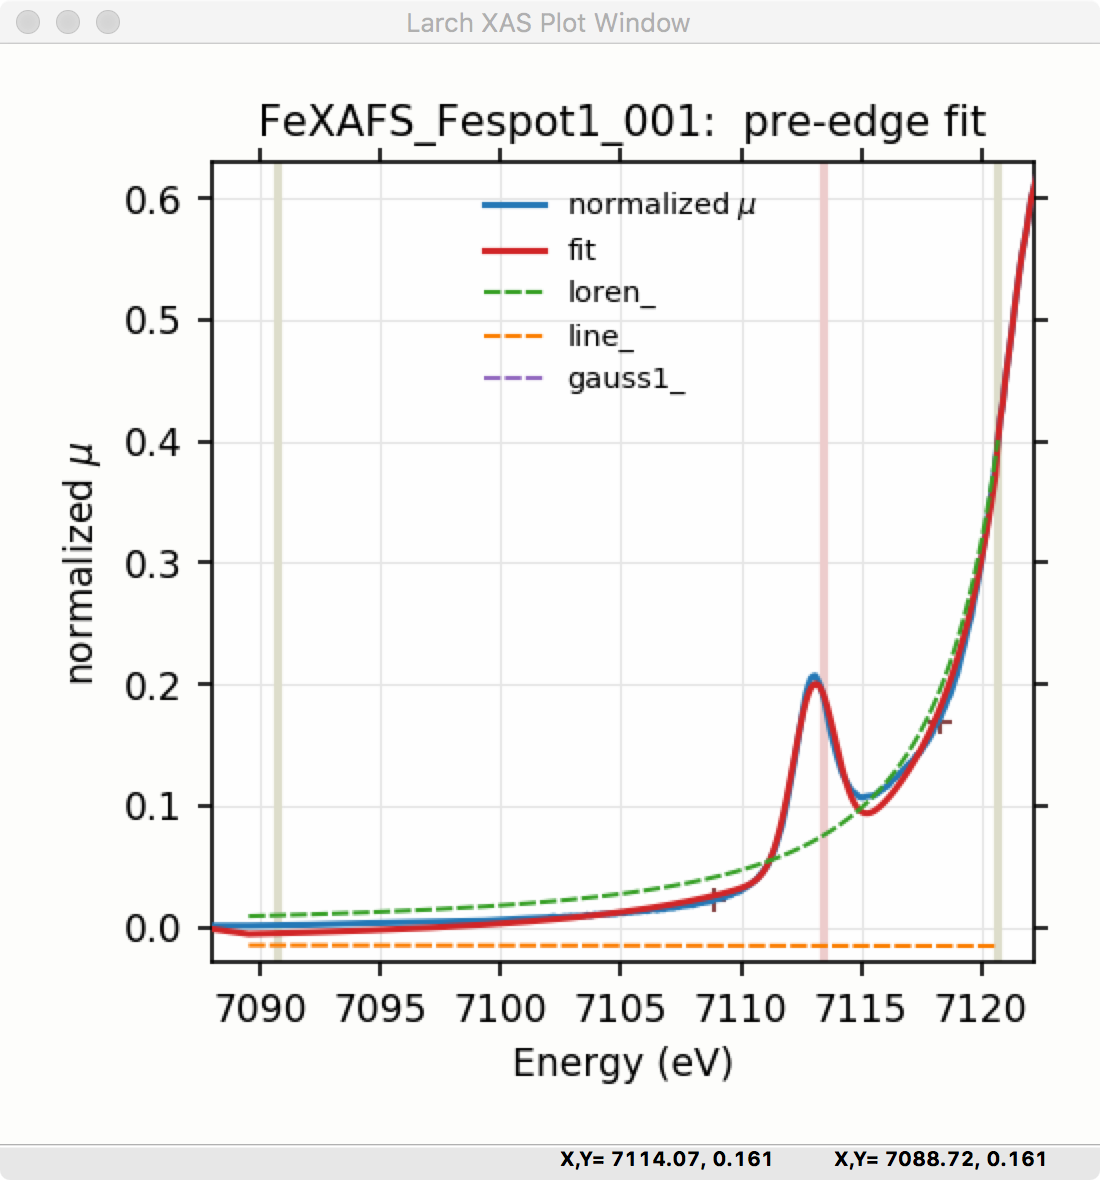 Larch XAS Plot Window
FeXAFS_Fespot1_001:  pre-edge fit
normalized μ
fit
loren_
line_
gauss1_
0.6
0.5
0.4
0.3
0.2
0.1
0.0
normalized μ
7090 7095 7100 7105 7110 7115 7120
Energy (eV)
X,Y= 7114.07, 0.161 X,Y= 7088.72, 0.161